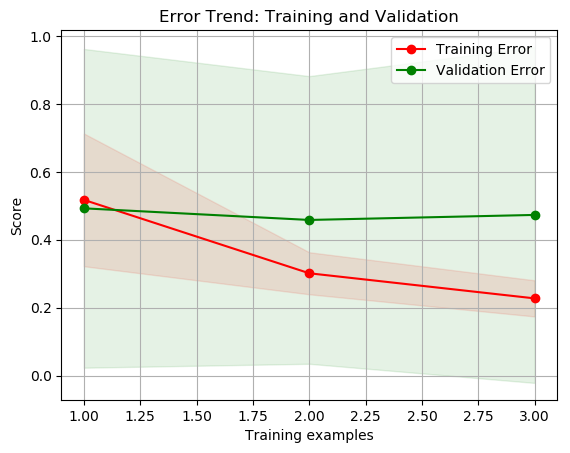 Error Trend: Training and Validation
Training Error
Validation Error
Score
1.0
0.8
0.6
0.4
0.2
0.0
1.00 1.25 1.50 1.75 2.00 2.25 2.50 2.75 3.00
Training examples